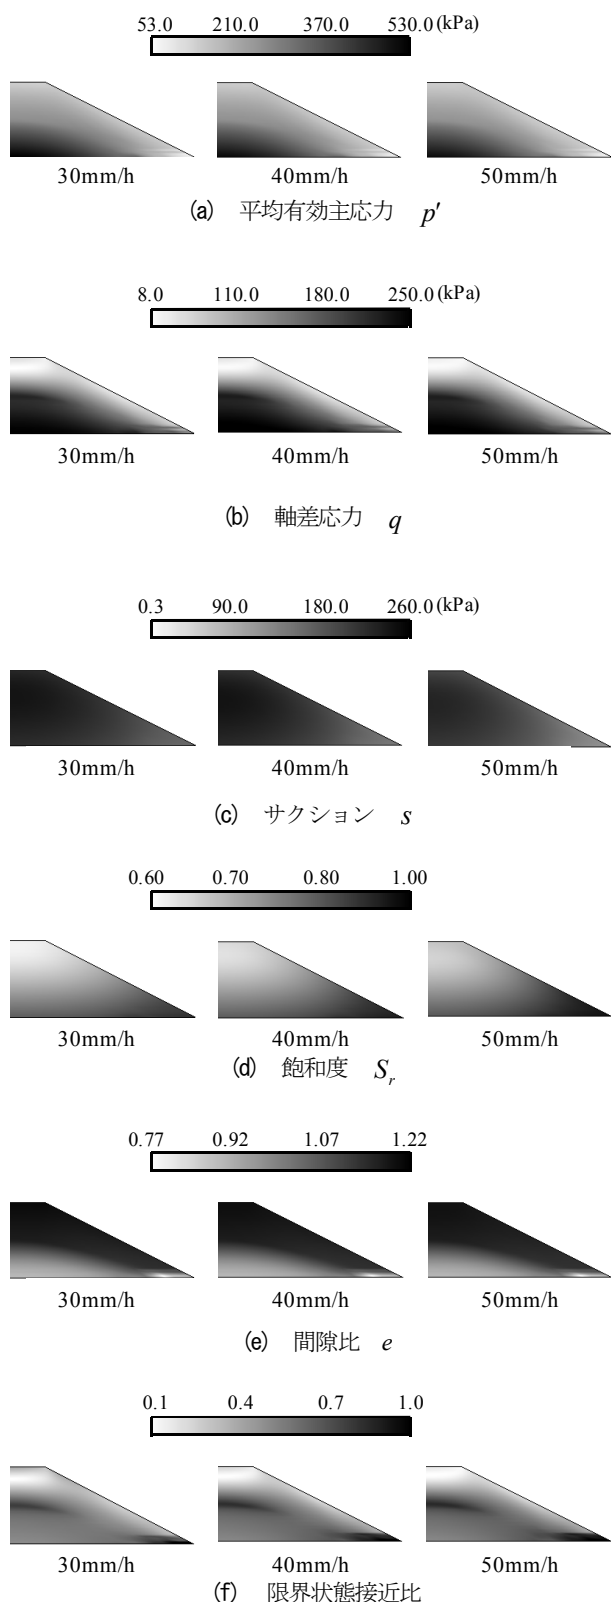 53.0 210.0 370.0 530.0 (kPa)
30mm/h 40mm/h 50mm/h
(a) 平均有効主応力 p′
8.0 110.0 180.0 250.0 (kPa)
30mm/h 40mm/h 50mm/h
(b) 軸差応力 q
0.3 90.0 180.0 260.0 (kPa)
30mm/h 40mm/h 50mm/h
(c) サクション s
0.60 0.70 0.80 1.00
30mm/h 40mm/h 50mm/h
(d) 飽和度 Sr
0.77 0.92 1.07 1.22
30mm/h 40mm/h 50mm/h
(e) 間隙比 e
0.1 0.4 0.7 1.0
30mm/h 40mm/h 50mm/h
(f) 限界状態接近比